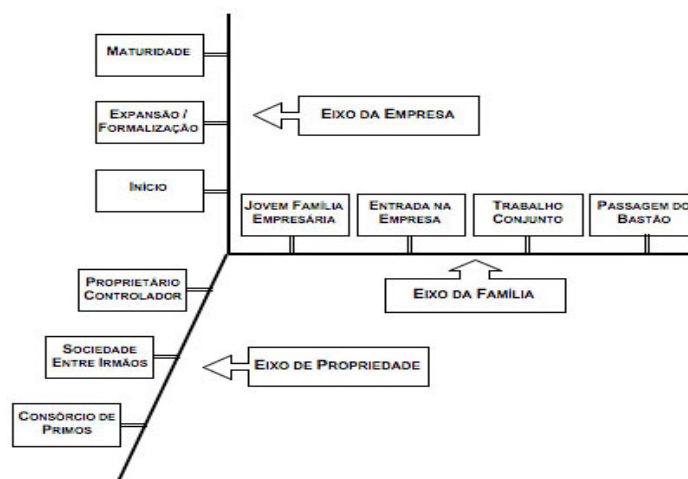 MATURIDADE
EXPANSÃO /
FORMALIZAÇÃO
EIXO DA EMPRESA
INÍCIO
JOVEM FAMÍLIA
EMPRESÁRIA
ENTRADA NA
EMPRESA
TRABALHO
CONJUNTO
PASSAGEM DO
BASTÃO
PROPRIETÁRIO
CONTROLADOR
EIXO DA FAMÍLIA
SOCIEDADE
ENTRE IRMÃOS
EIXO DE PROPRIEDADE
CONSÓRCIO DE
PRIMOS